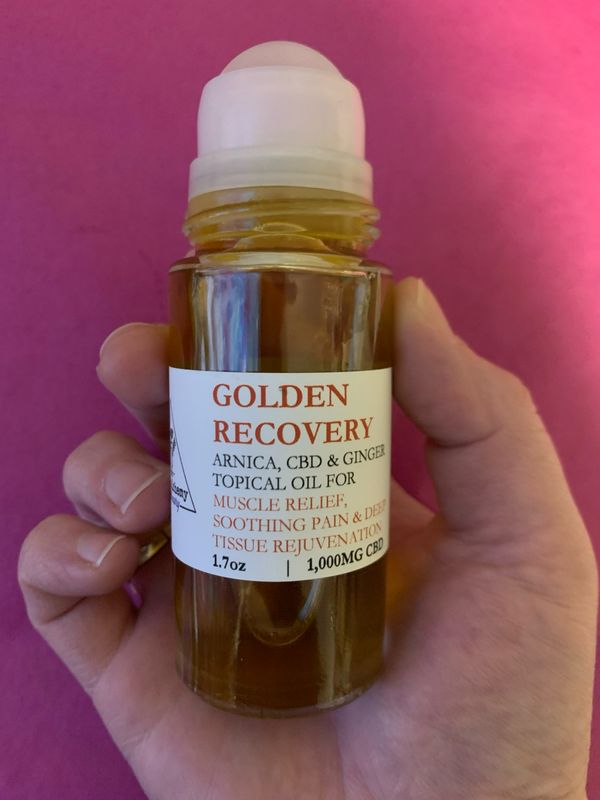 GOLDEN
RECOVERY
ARNICA, CBD & GINGER
TOPICAL OIL FOR
MUSCLE RELIEF,
SOOTHING PAIN & DEEP
TISSUE REJUVENATION
1.7oz | 1,000MG CBD